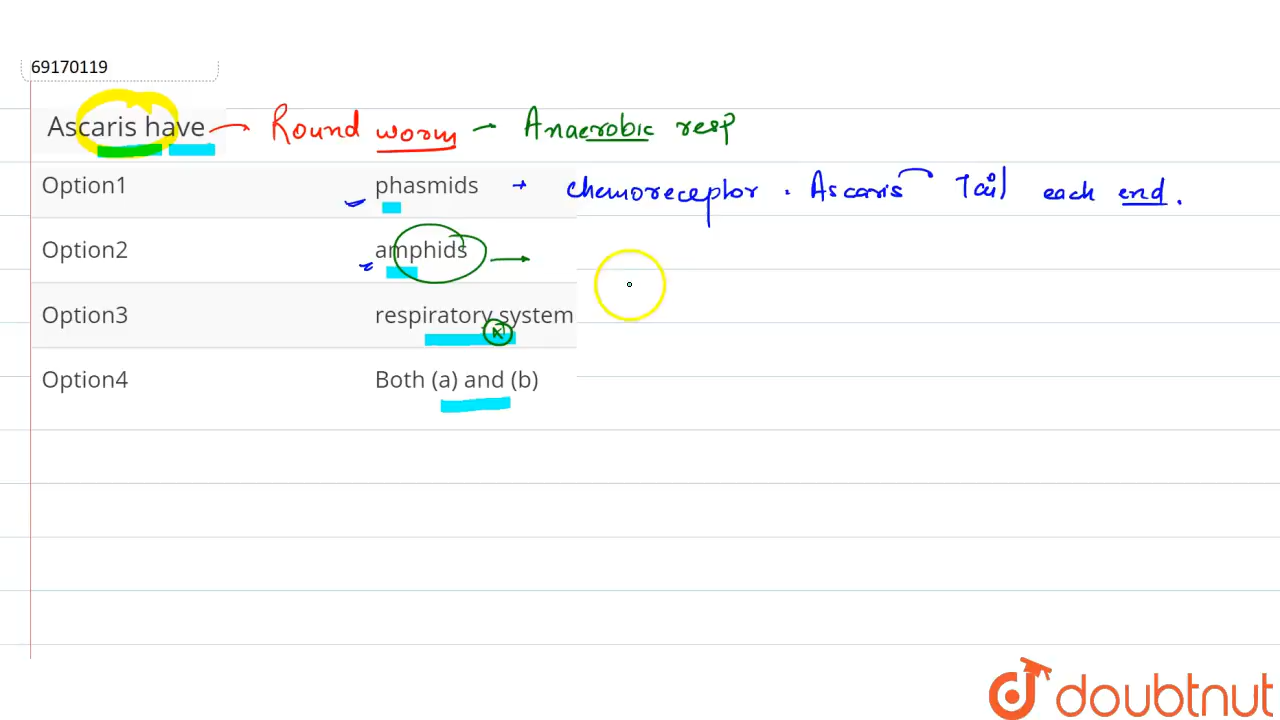 69170119
Ascaris have Round worm - Anaerobic resp
Option1 phasmids → chemoreceptor . Ascaris Tail each end.
Option2 amphids →
Option3 respiratory system
Option4 Both (a) and (b)
doubtnut